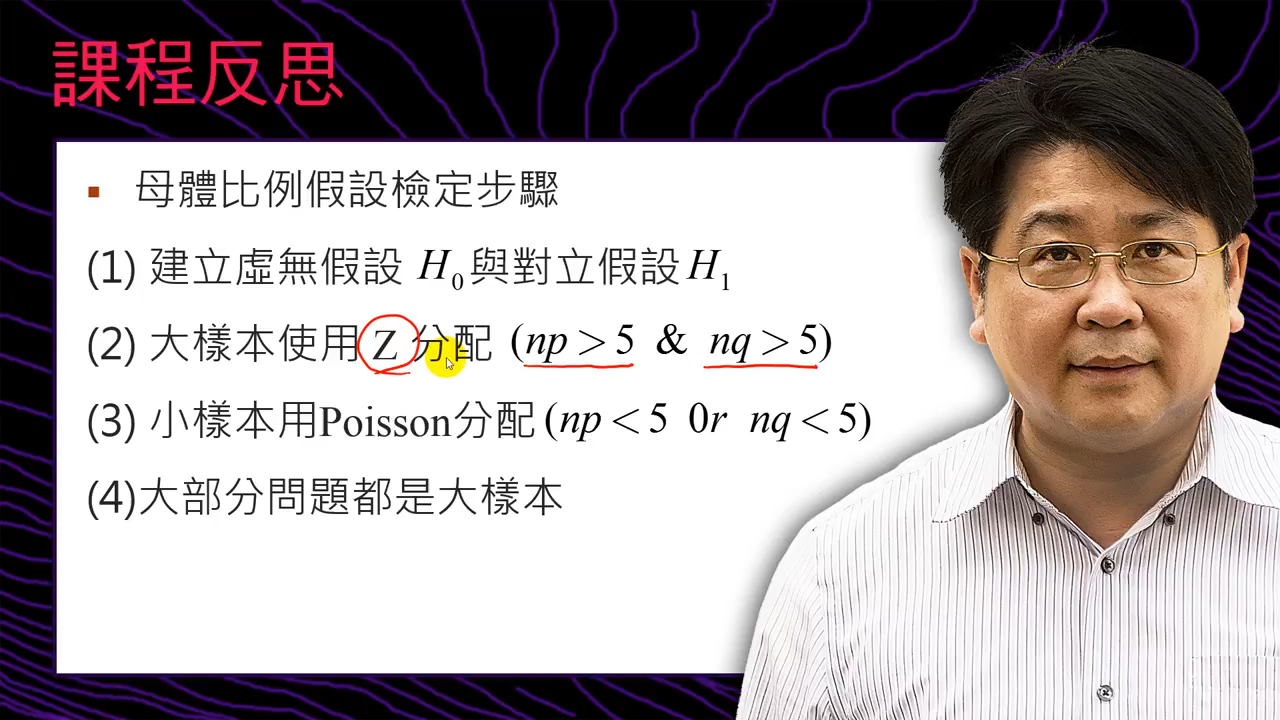 課程反思
▪ 母體比例假設檢定步驟
(1) 建立虛無假設 H₀與對立假設H₁
(2) 大樣本使用 Z 分配 (np > 5 & nq > 5)
(3) 小樣本用Poisson分配(np < 5 0r nq < 5)
(4)大部分問題都是大樣本